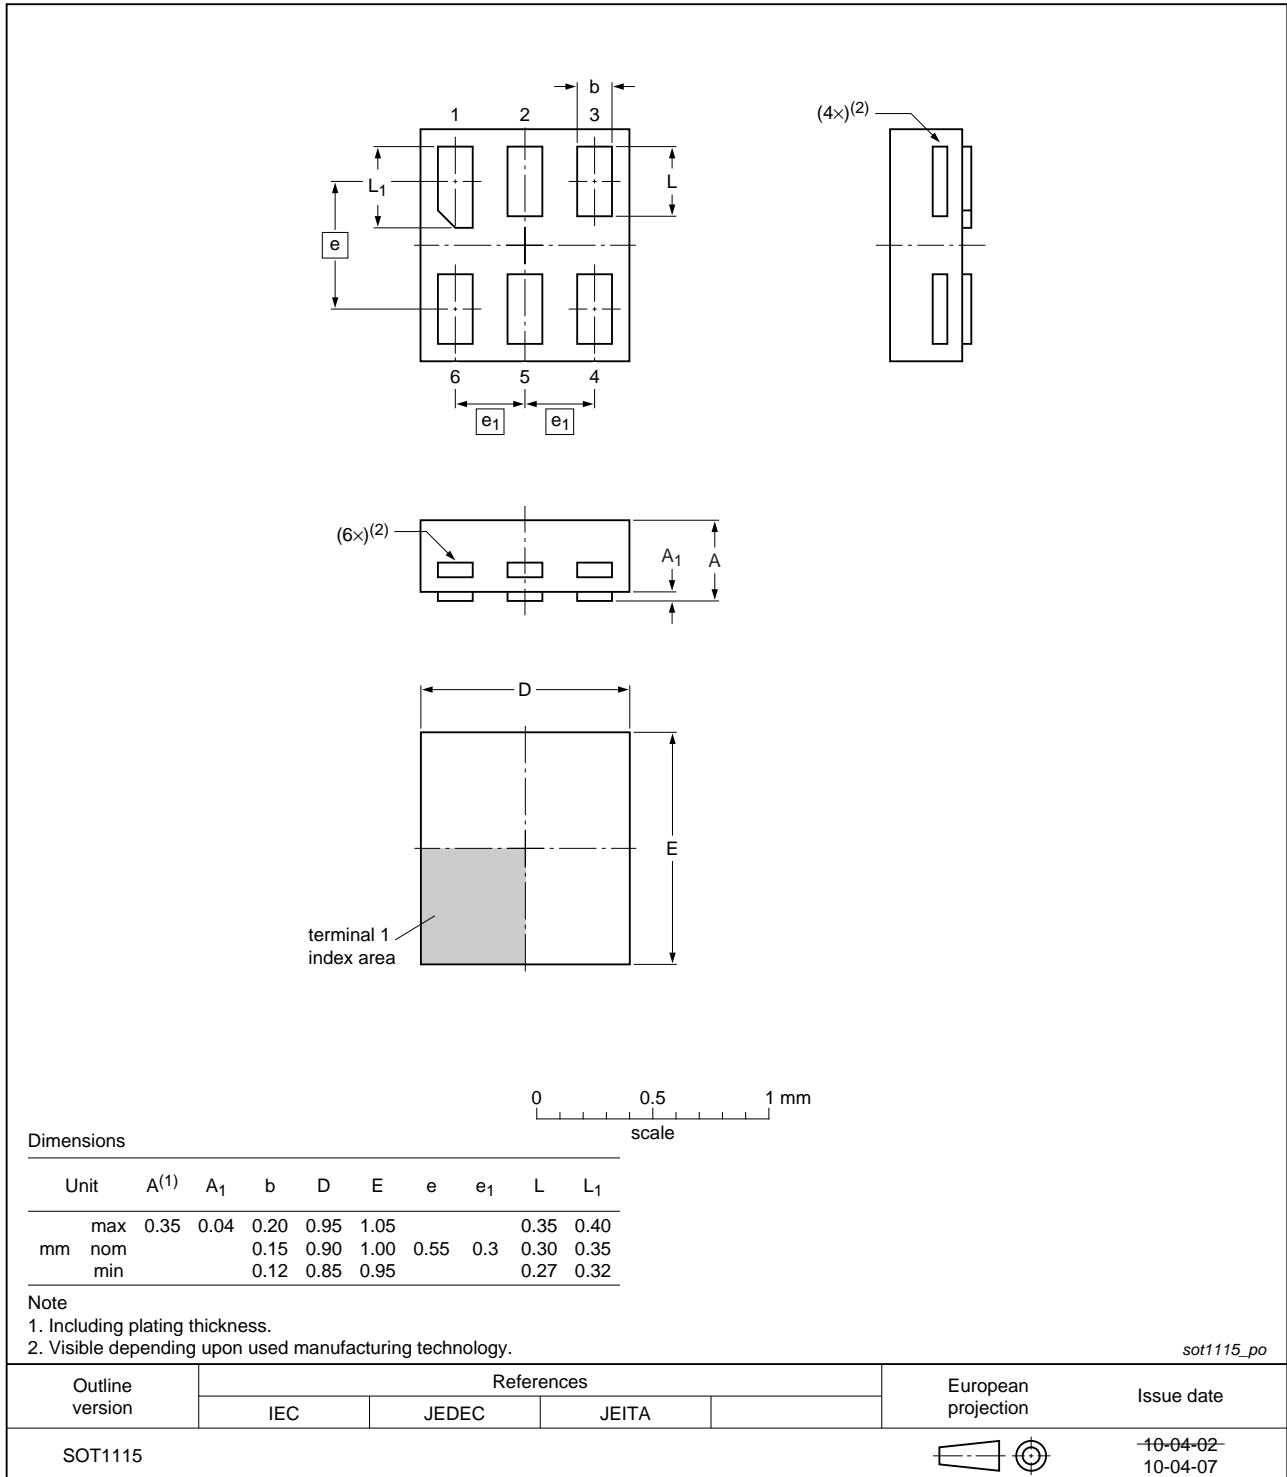 b
1 2 3
(4×)(2)
L1
L
e
6 5 4
e1 e1
(6×)(2)
A1 A
D
E
terminal 1
index area
0 0.5 1 mm
scale
Dimensions
Unit A(1) A1 b D E e e1 L L1
max 0.35 0.04 0.20 0.95 1.05 0.35 0.40
mm nom 0.15 0.90 1.00 0.55 0.3 0.30 0.35
min 0.12 0.85 0.95 0.27 0.32
Note
1. Including plating thickness.
2. Visible depending upon used manufacturing technology.
sot1115_po
Outline
version
References
IEC JEDEC JEITA
European
projection
Issue date
SOT1115
10-04-02
10-04-07